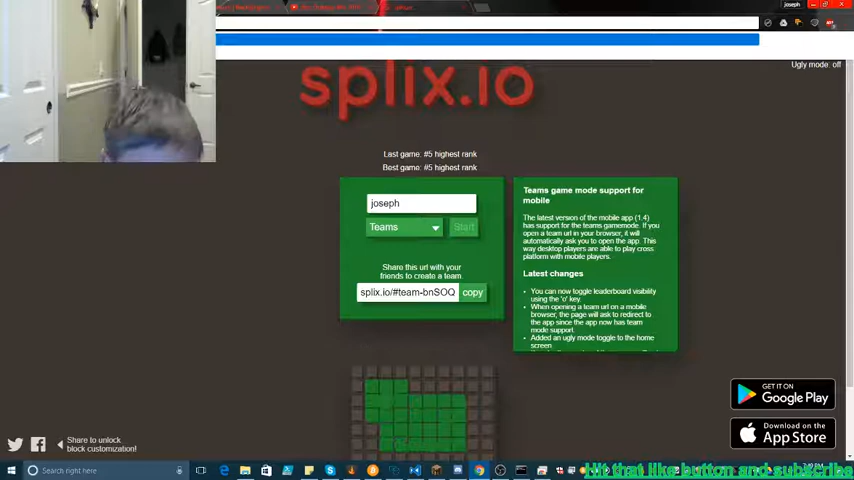 joseph
Ugly mode: off
splix.io
Last game: #5 highest rank
Best game: #5 highest rank
joseph
Teams
Start
Share this url with your
friends to create a team.
splix.io/#team-bnSOQ
copy
Teams game mode support for
mobile
The latest version of the mobile app (1.4)
has support for the teams gamemode. If you
open a team url in your browser, it will
automatically ask you to open the app. This
way desktop players are able to play cross
platform with mobile players.
Latest changes
• You can now toggle leaderboard visibility
using the 'o' key.
• When opening a team url on a mobile
browser, the page will ask to redirect to
the app since the app now has team
mode support.
• Added an ugly mode toggle to the home
screen.
GET IT ON
Google Play
Download on the
App Store
Share to unlock
block customization!
Search right here
Hit that like button and subscribe